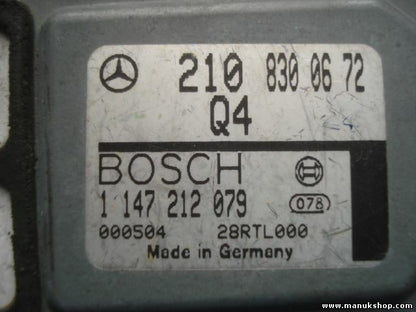 210 830 06 72
Q4
BOSCH
1 147 212 079
078
000504 28RTL000
Made in Germany
www.manukshop.com